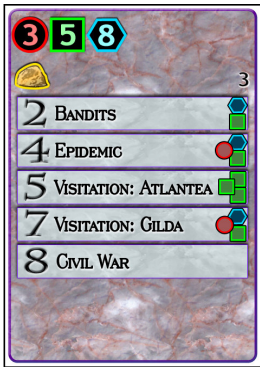 3 5 8
3
2 Bandits
4 Epidemic
5 Visitation: Atlantea
7 Visitation: Gilda
8 Civil War